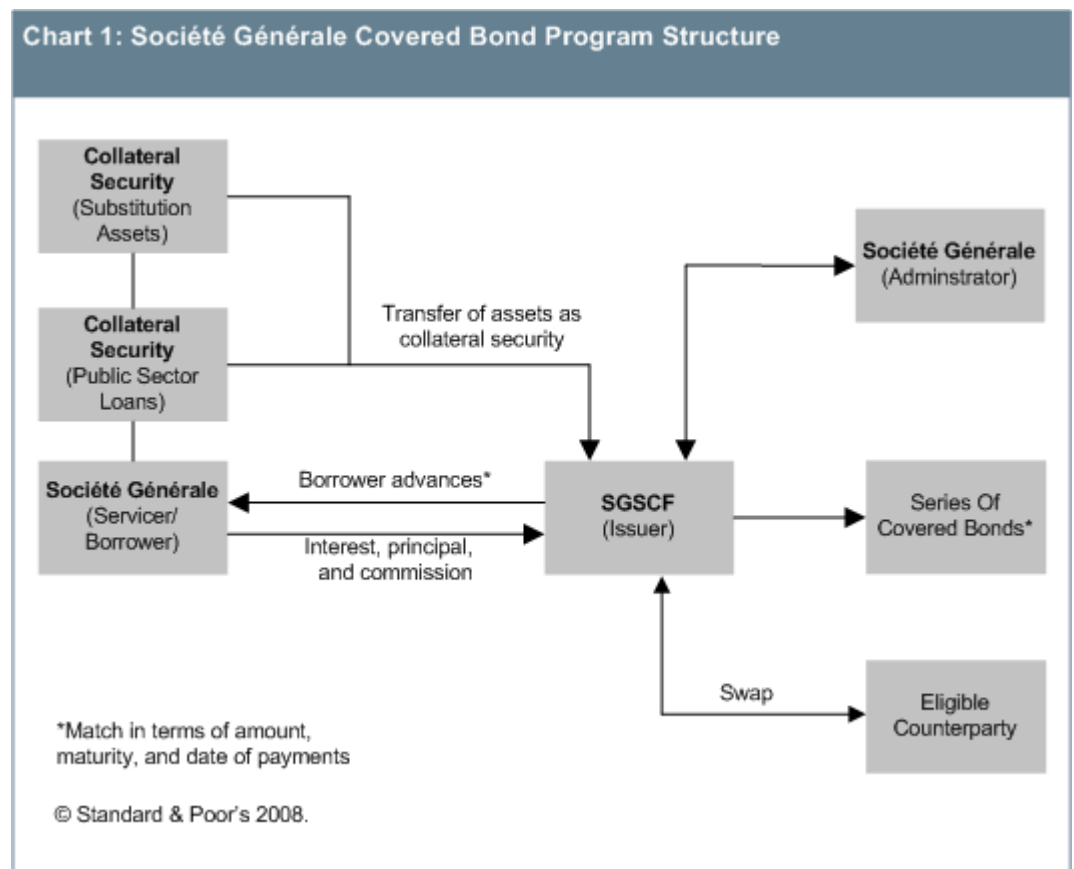 Chart 1: Société Générale Covered Bond Program Structure
Collateral
Security
(Substitution
Assets)
Collateral
Security
(Public Sector
Loans)
Société Générale
(Servicer/
Borrower)
Transfer of assets as
collateral security
Borrower advances*
Interest, principal,
and commission
SGSCF
(Issuer)
Société Générale
(Adminstrator)
Series Of
Covered Bonds*
Swap
Eligible
Counterparty
*Match in terms of amount,
maturity, and date of payments
© Standard & Poor's 2008.